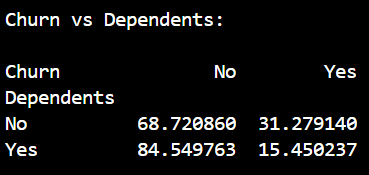 Churn vs Dependents:
Churn No Yes
Dependents
No 68.720860 31.279140
Yes 84.549763 15.450237